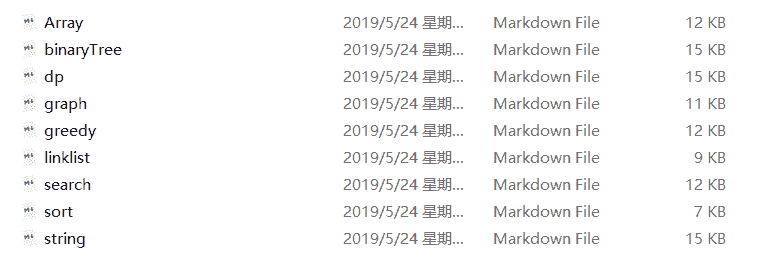 Array 2019/5/24 星期... Markdown File 12 KB
binaryTree 2019/5/24 星期... Markdown File 15 KB
dp 2019/5/24 星期... Markdown File 15 KB
graph 2019/5/24 星期... Markdown File 11 KB
greedy 2019/5/24 星期... Markdown File 12 KB
linklist 2019/5/24 星期... Markdown File 9 KB
search 2019/5/24 星期... Markdown File 12 KB
sort 2019/5/24 星期... Markdown File 7 KB
string 2019/5/24 星期... Markdown File 15 KB